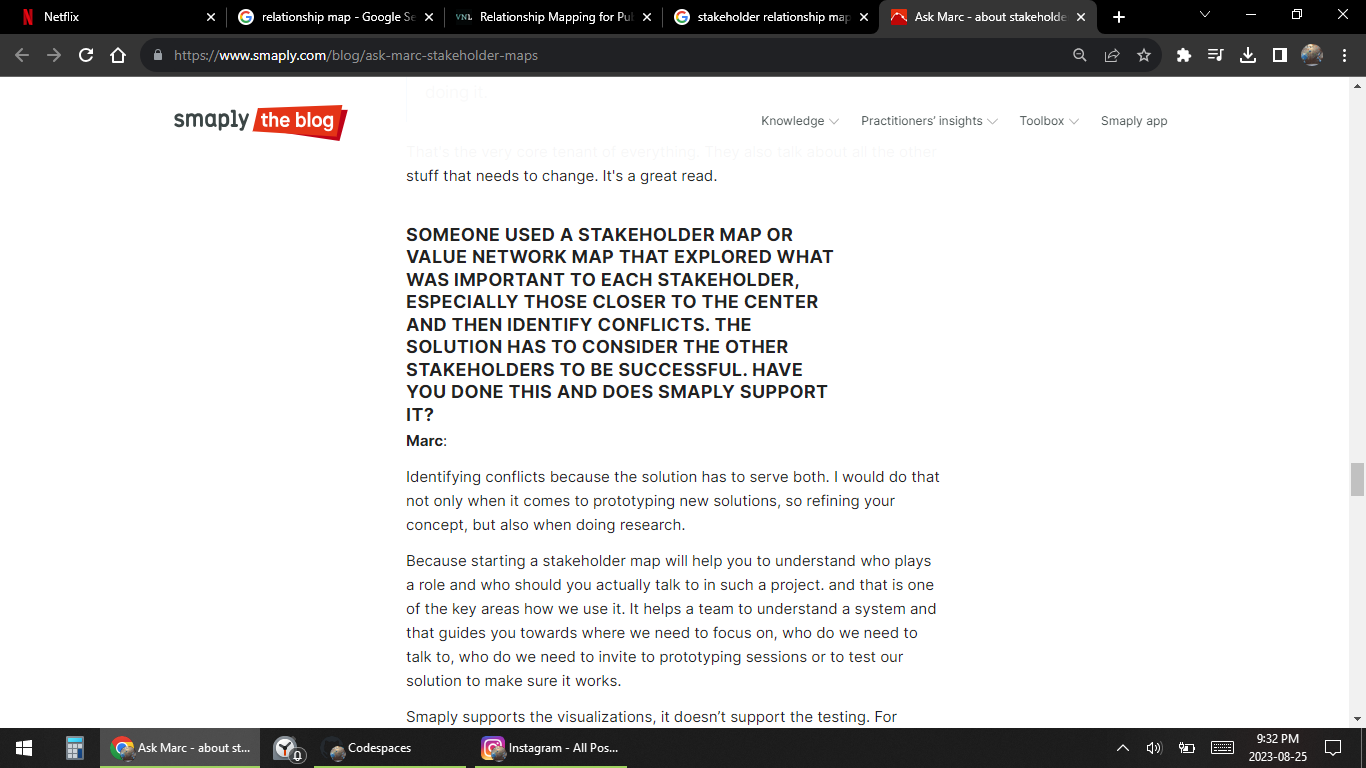 Netflix
relationship map - Google Se
VNL
Relationship Mapping for Pul
stakeholder relationship map
Ask Marc - about stakeholde
https://www.smaply.com/blog/ask-marc-stakeholder-maps
doing it.
smaply the blog
Knowledge
Practitioners' insights
Toolbox
Smaply app
That's the very core tenant of everything. They also talk about all the other
stuff that needs to change. It's a great read.
SOMEONE USED A STAKEHOLDER MAP OR
VALUE NETWORK MAP THAT EXPLORED WHAT
WAS IMPORTANT TO EACH STAKEHOLDER,
ESPECIALLY THOSE CLOSER TO THE CENTER
AND THEN IDENTIFY CONFLICTS. THE
SOLUTION HAS TO CONSIDER THE OTHER
STAKEHOLDERS TO BE SUCCESSFUL. HAVE
YOU DONE THIS AND DOES SMAPLY SUPPORT
IT?
Marc:
Identifying conflicts because the solution has to serve both. I would do that
not only when it comes to prototyping new solutions, so refining your
concept, but also when doing research.
Because starting a stakeholder map will help you to understand who plays
a role and who should you actually talk to in such a project. and that is one
of the key areas how we use it. It helps a team to understand a system and
that guides you towards where we need to focus on, who do we need to
talk to, who do we need to invite to prototyping sessions or to test our
solution to make sure it works.
Smaply supports the visualizations, it doesn't support the testing. For
Ask Marc - about st...
Codespaces
Instagram - All Pos...
9:32 PM
2023-08-25